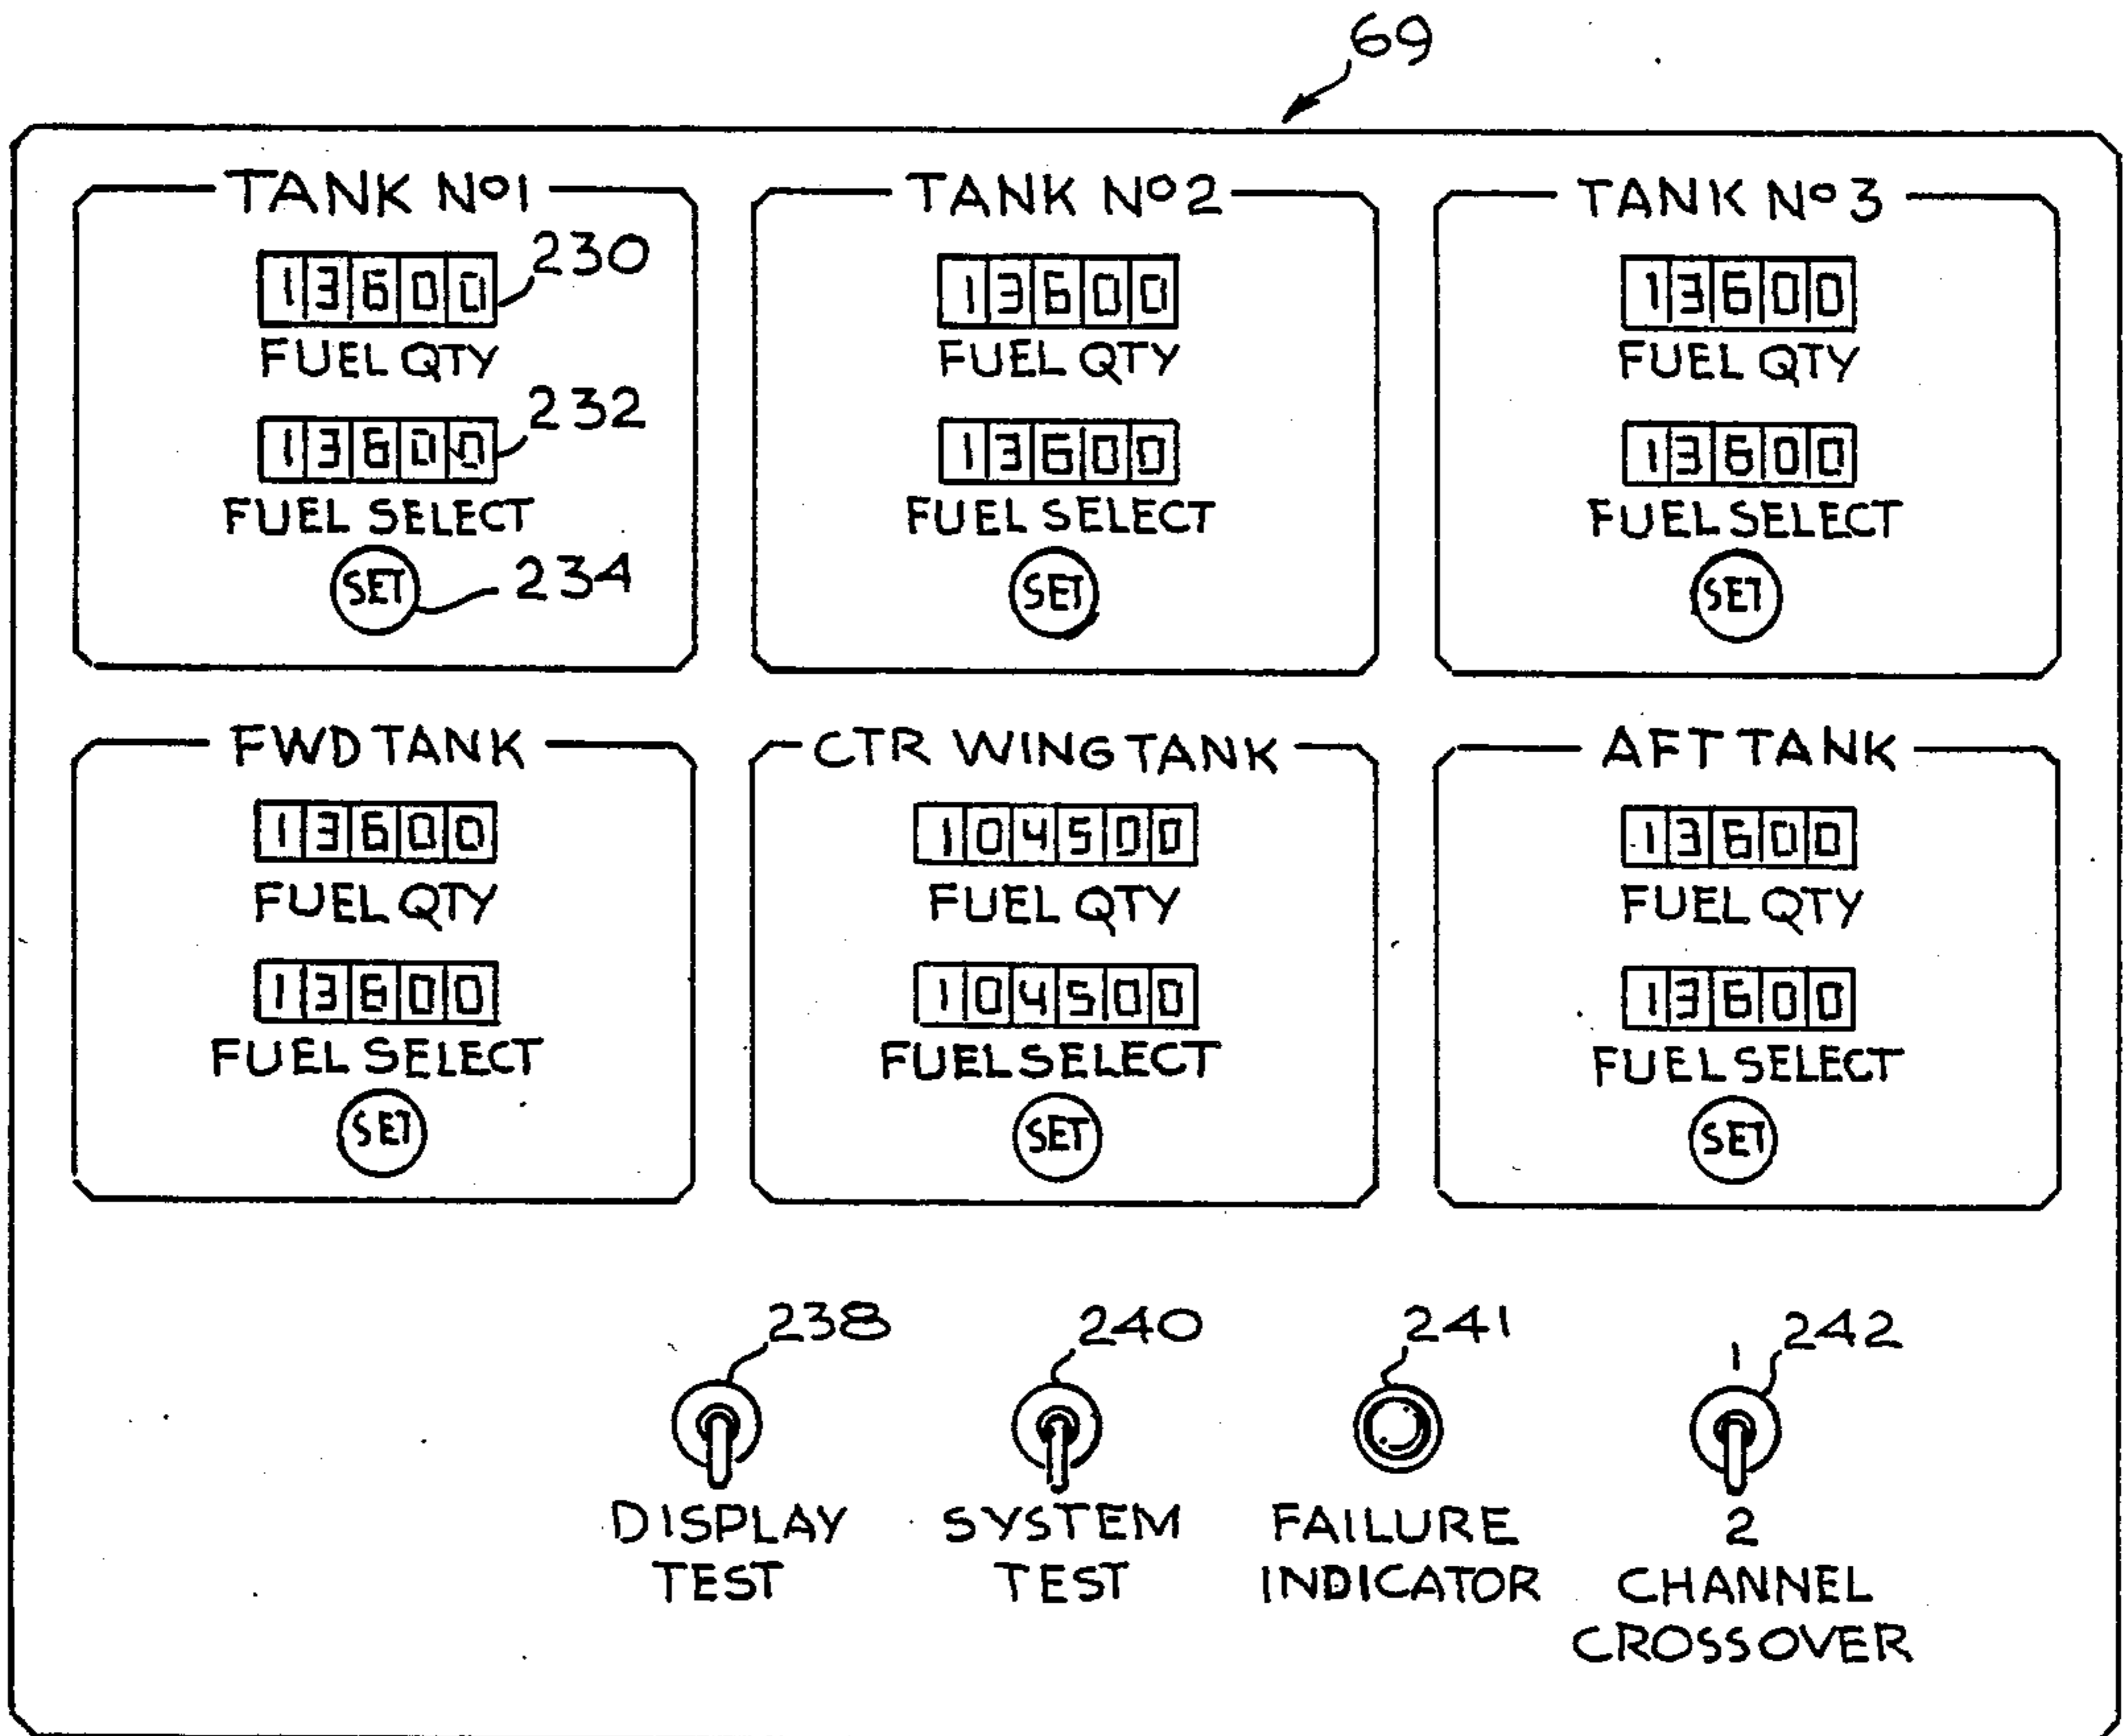 69
TANK Nº1
13600 230
FUEL QTY
13600 232
FUEL SELECT
SET 234
TANK Nº2
13600
FUEL QTY
13600
FUEL SELECT
SET
TANK Nº3
13600
FUEL QTY
13600
FUEL SELECT
SET
FWD TANK
13600
FUEL QTY
13600
FUEL SELECT
SET
CTR WING TANK
104500
FUEL QTY
104500
FUEL SELECT
SET
AFT TANK
13600
FUEL QTY
13600
FUEL SELECT
SET
238
DISPLAY
TEST
240
SYSTEM
TEST
241
FAILURE
INDICATOR
1 242
2
CHANNEL
CROSSOVER